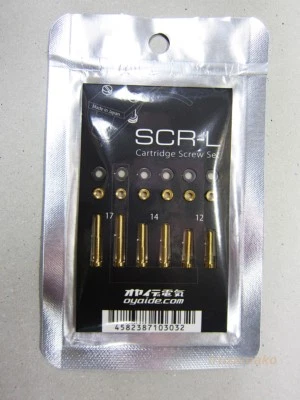 Made in Japan
SCR-L
Cartridge Screw Set
17 14 12
オヤイデ電気
oyaide.com
4582387103032